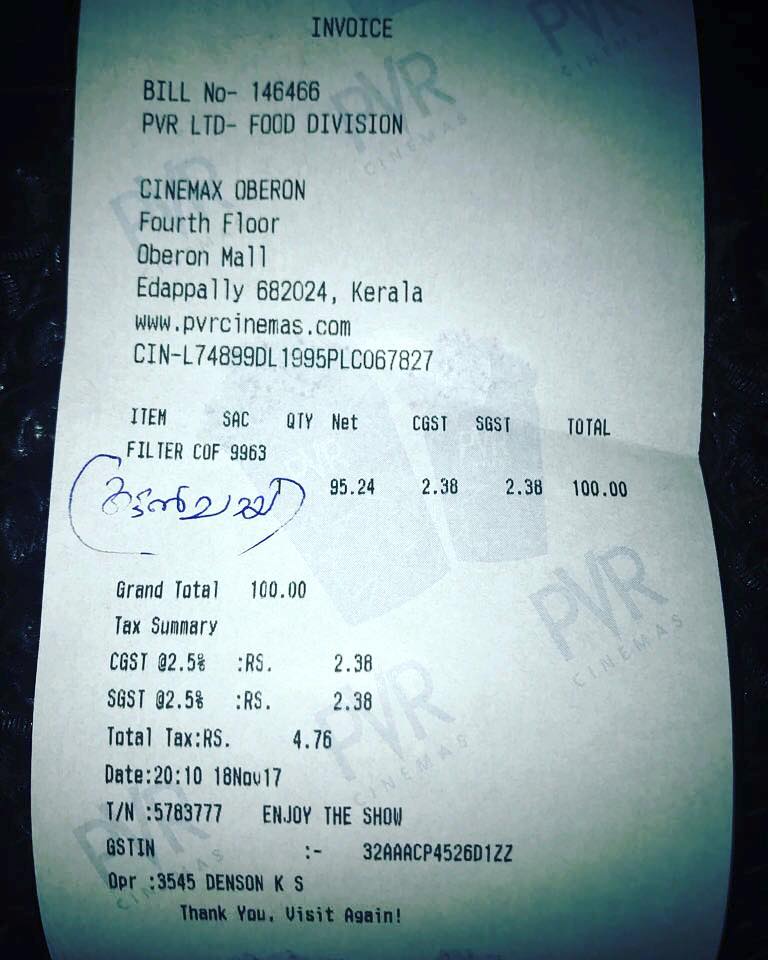 INVOICE
BILL No- 146466
PVR LTD- FOOD DIVISION
CINEMAX OBERON
Fourth Floor
Oberon Mall
Edappally 682024, Kerala
www.pvrcinemas.com
CIN-L74899DL1995PLC067827
ITEM SAC QTY Net CGST SGST TOTAL
FILTER COF 9963
കട്ടൻചായ 95.24 2.38 2.38 100.00
Grand Total 100.00
Tax Summary
CGST @2.5% :RS. 2.38
SGST @2.5% :RS. 2.38
Total Tax:RS. 4.76
Date:20:10 18Nov17
T/N :5783777 ENJOY THE SHOW
GSTIN :- 32AAACP4526D1ZZ
Opr :3545 DENSON K S
Thank You, Visit Again!
PVR CINEMAS